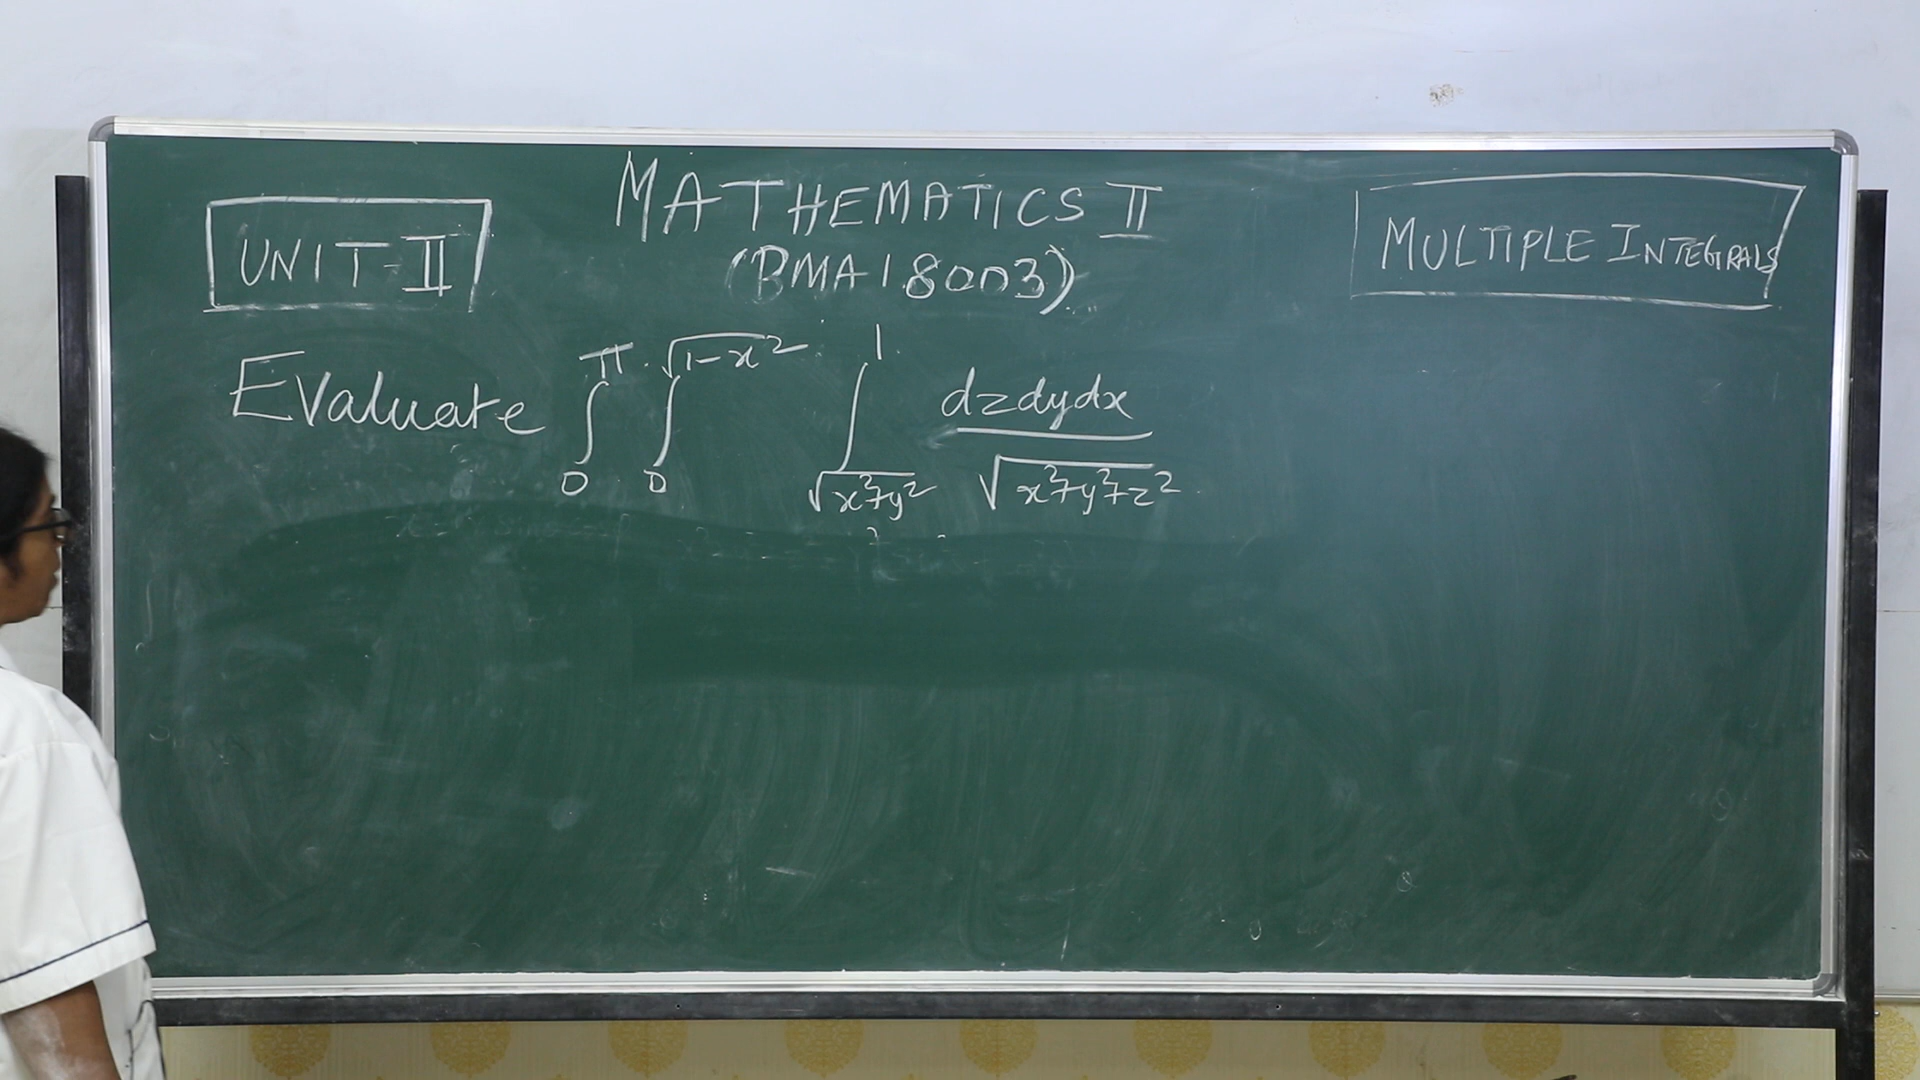 MATHEMATICS II
UNIT-II
(BMA18003)
MULTIPLE INTEGRALS
Evaluate ∫₀^π ∫₀^√(1-x²) ∫_√(x²+y²)^1 dzdydx / √(x²+y²+z²)